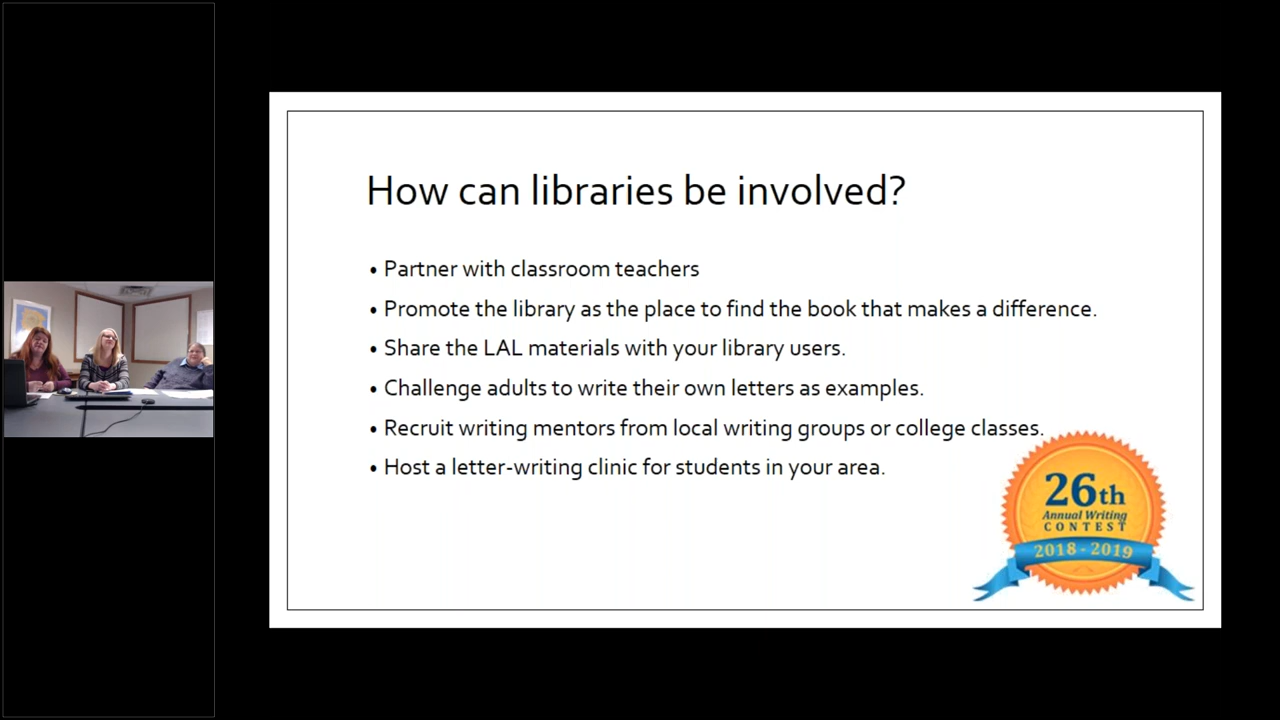 How can libraries be involved?
• Partner with classroom teachers
• Promote the library as the place to find the book that makes a difference.
• Share the LAL materials with your library users.
• Challenge adults to write their own letters as examples.
• Recruit writing mentors from local writing groups or college classes.
• Host a letter-writing clinic for students in your area.
26th
Annual Writing
CONTEST
2018 - 2019